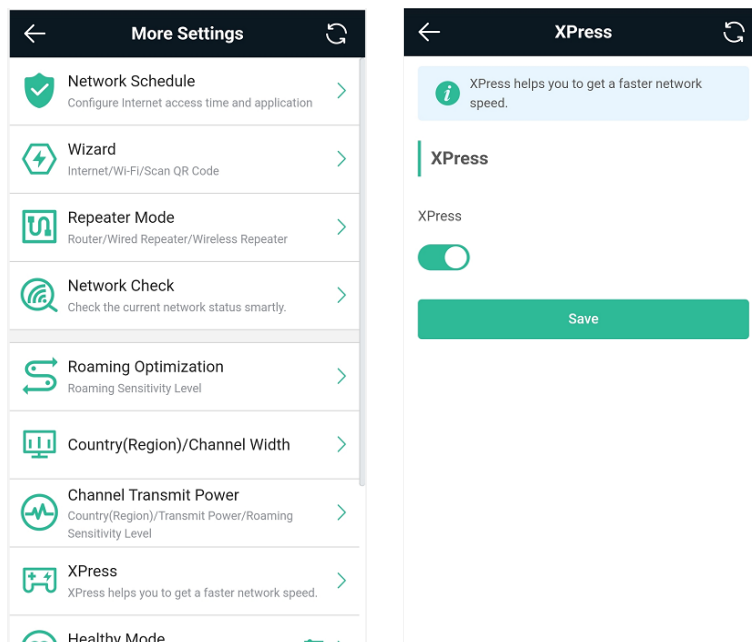 More Settings
Network Schedule
Configure Internet access time and application
Wizard
Internet/Wi-Fi/Scan QR Code
Repeater Mode
Router/Wired Repeater/Wireless Repeater
Network Check
Check the current network status smartly.
Roaming Optimization
Roaming Sensitivity Level
Country(Region)/Channel Width
Channel Transmit Power
Country(Region)/Transmit Power/Roaming
Sensitivity Level
XPress
XPress helps you to get a faster network speed.
Healthy Mode
XPress
XPress helps you to get a faster network
speed.
XPress
XPress
Save